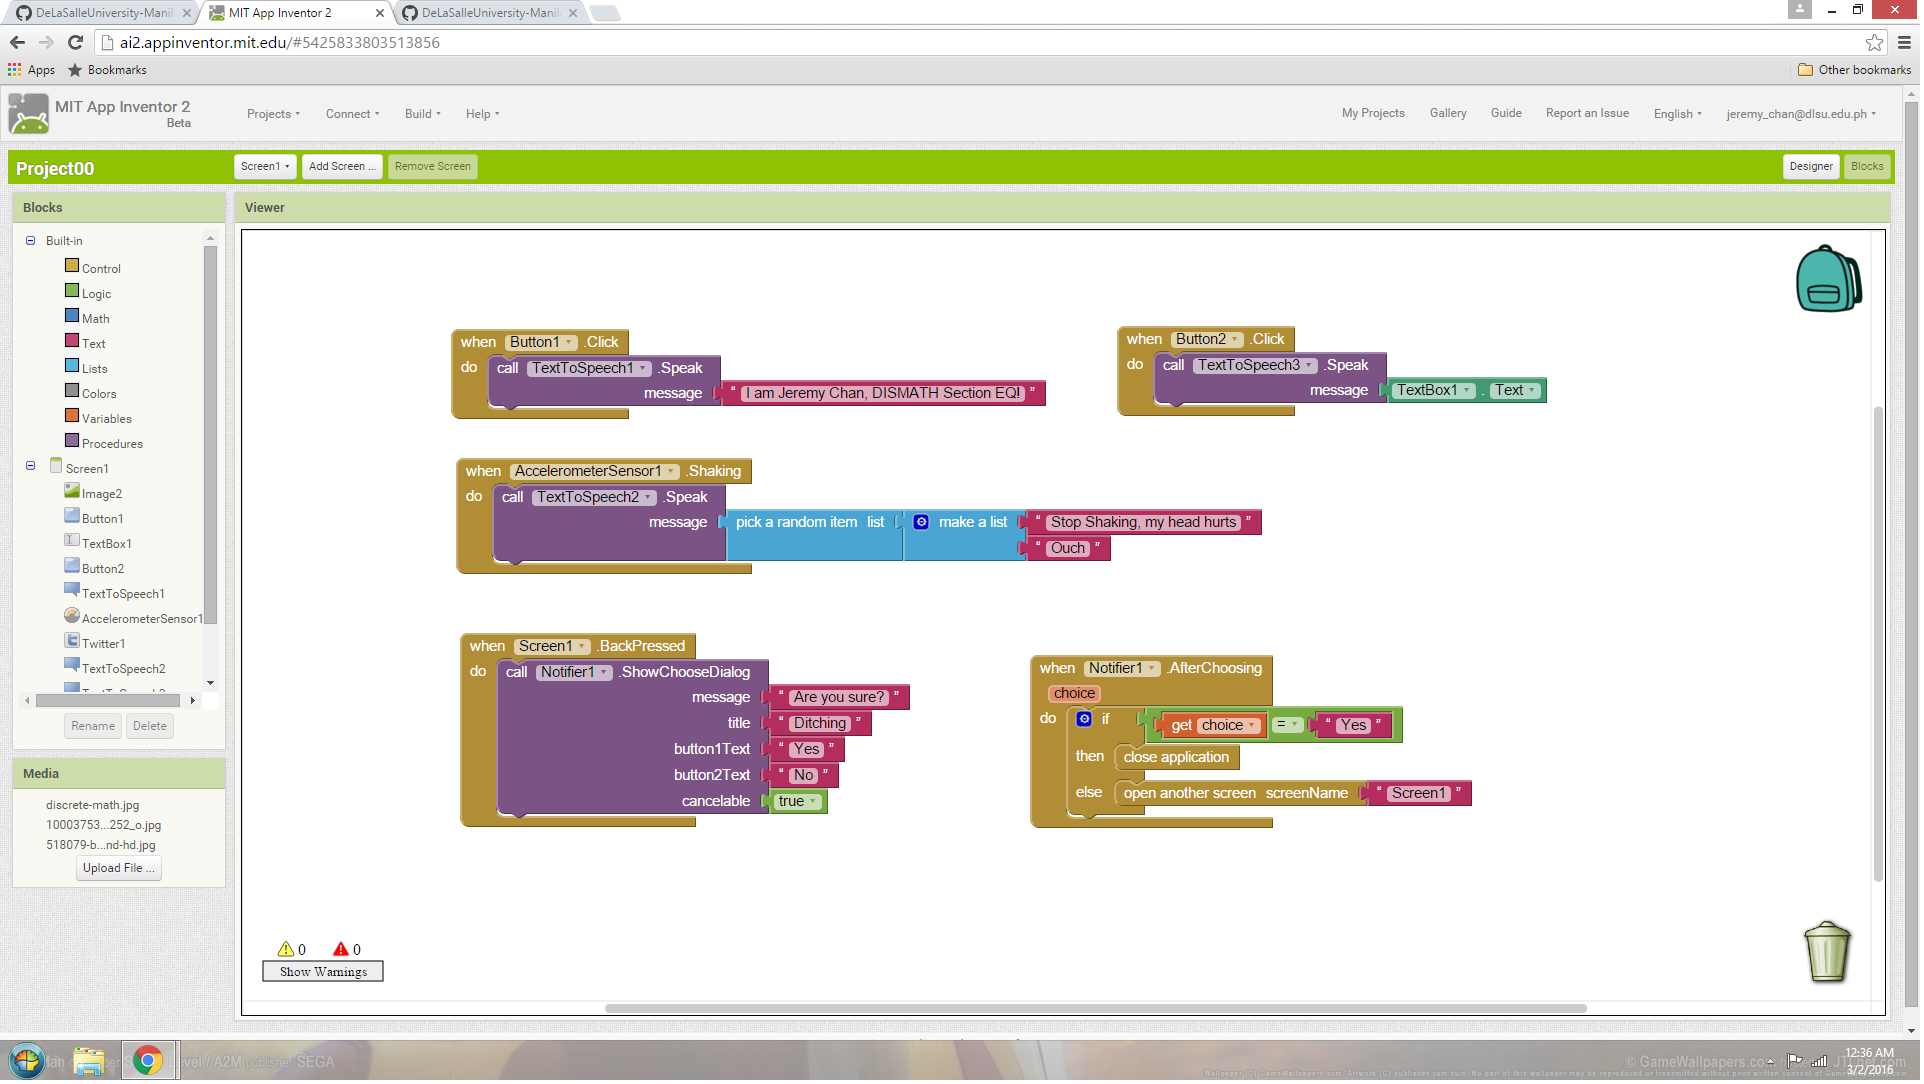 DeLaSalleUniversity-Manil
MIT App Inventor 2
DeLaSalleUniversity-Manil
ai2.appinventor.mit.edu/#5425833803513856
Apps
Bookmarks
Other bookmarks
MIT App Inventor 2
Beta
Projects
Connect
Build
Help
My Projects
Gallery
Guide
Report an Issue
English
jeremy_chan@dlsu.edu.ph
Project00
Screen1
Add Screen ...
Remove Screen
Designer
Blocks
Blocks
Viewer
Built-in
Control
Logic
Math
Text
Lists
Colors
Variables
Procedures
Screen1
Image2
Button1
TextBox1
Button2
TextToSpeech1
AccelerometerSensor1
Twitter1
TextToSpeech2
Rename
Delete
Media
discrete-math.jpg
10003753...252_o.jpg
518079-b...nd-hd.jpg
Upload File ...
when Button1 .Click
do call TextToSpeech1 .Speak
message " I am Jeremy Chan, DISMATH Section EQ! "
when Button2 .Click
do call TextToSpeech3 .Speak
message TextBox1 . Text
when AccelerometerSensor1 .Shaking
do call TextToSpeech2 .Speak
message pick a random item list make a list " Stop Shaking, my head hurts "
" Ouch "
when Screen1 .BackPressed
do call Notifier1 .ShowChooseDialog
message " Are you sure? "
title " Ditching "
button1Text " Yes "
button2Text " No "
cancelable true
when Notifier1 .AfterChoosing
choice
do if get choice = " Yes "
then close application
else open another screen screenName " Screen1 "
0 0
Show Warnings
/ A2M publisher SEGA
© GameWallpapers.com
12:36 AM
3/2/2016